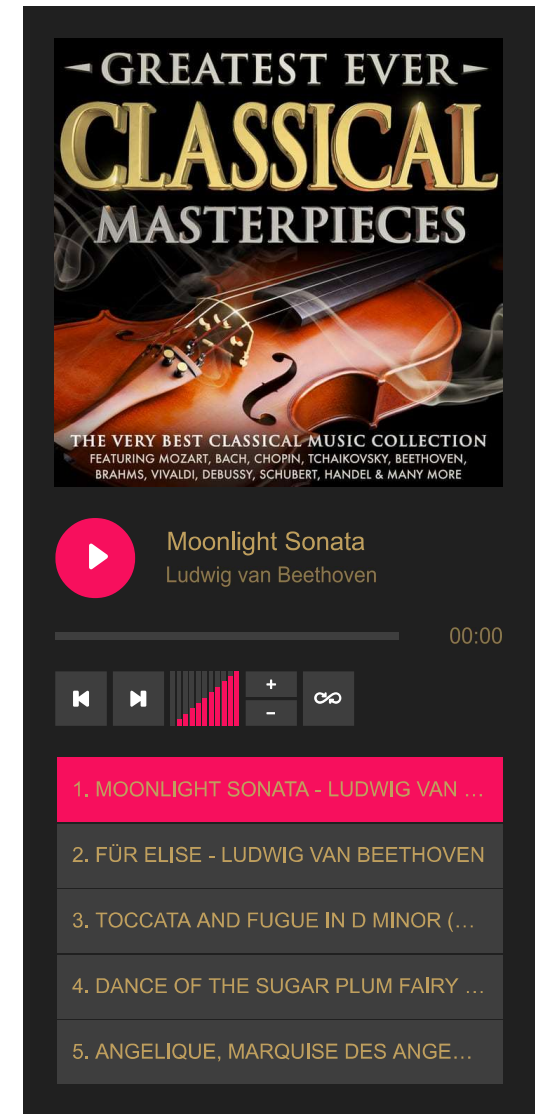 GREATEST EVER
CLASSICAL
MASTERPIECES
THE VERY BEST CLASSICAL MUSIC COLLECTION
FEATURING MOZART, BACH, CHOPIN, TCHAIKOVSKY, BEETHOVEN,
BRAHMS, VIVALDI, DEBUSSY, SCHUBERT, HANDEL & MANY MORE
Moonlight Sonata
Ludwig van Beethoven
00:00
+
−
1. MOONLIGHT SONATA - LUDWIG VAN ...
2. FÜR ELISE - LUDWIG VAN BEETHOVEN
3. TOCCATA AND FUGUE IN D MINOR (...
4. DANCE OF THE SUGAR PLUM FAIRY ...
5. ANGELIQUE, MARQUISE DES ANGE...